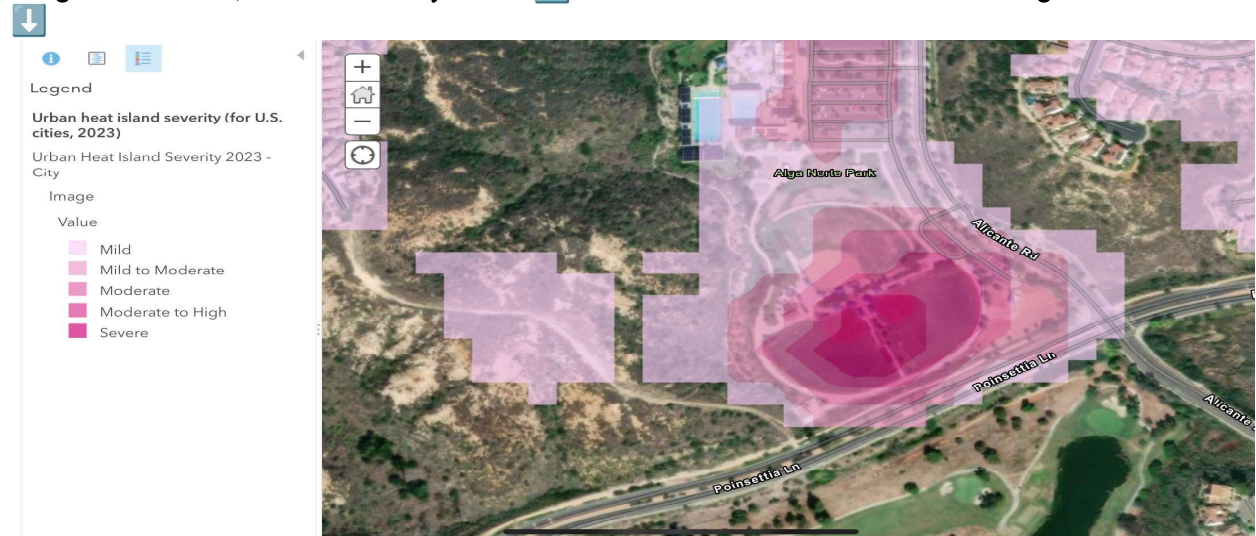 Legend
Urban heat island severity (for U.S.
cities, 2023)
Urban Heat Island Severity 2023 -
City
Image
Value
Mild
Mild to Moderate
Moderate
Moderate to High
Severe
+
−
Alga Norte Park
Alicante Rd
Poinsettia Ln
Poinsettia Ln
Alicante